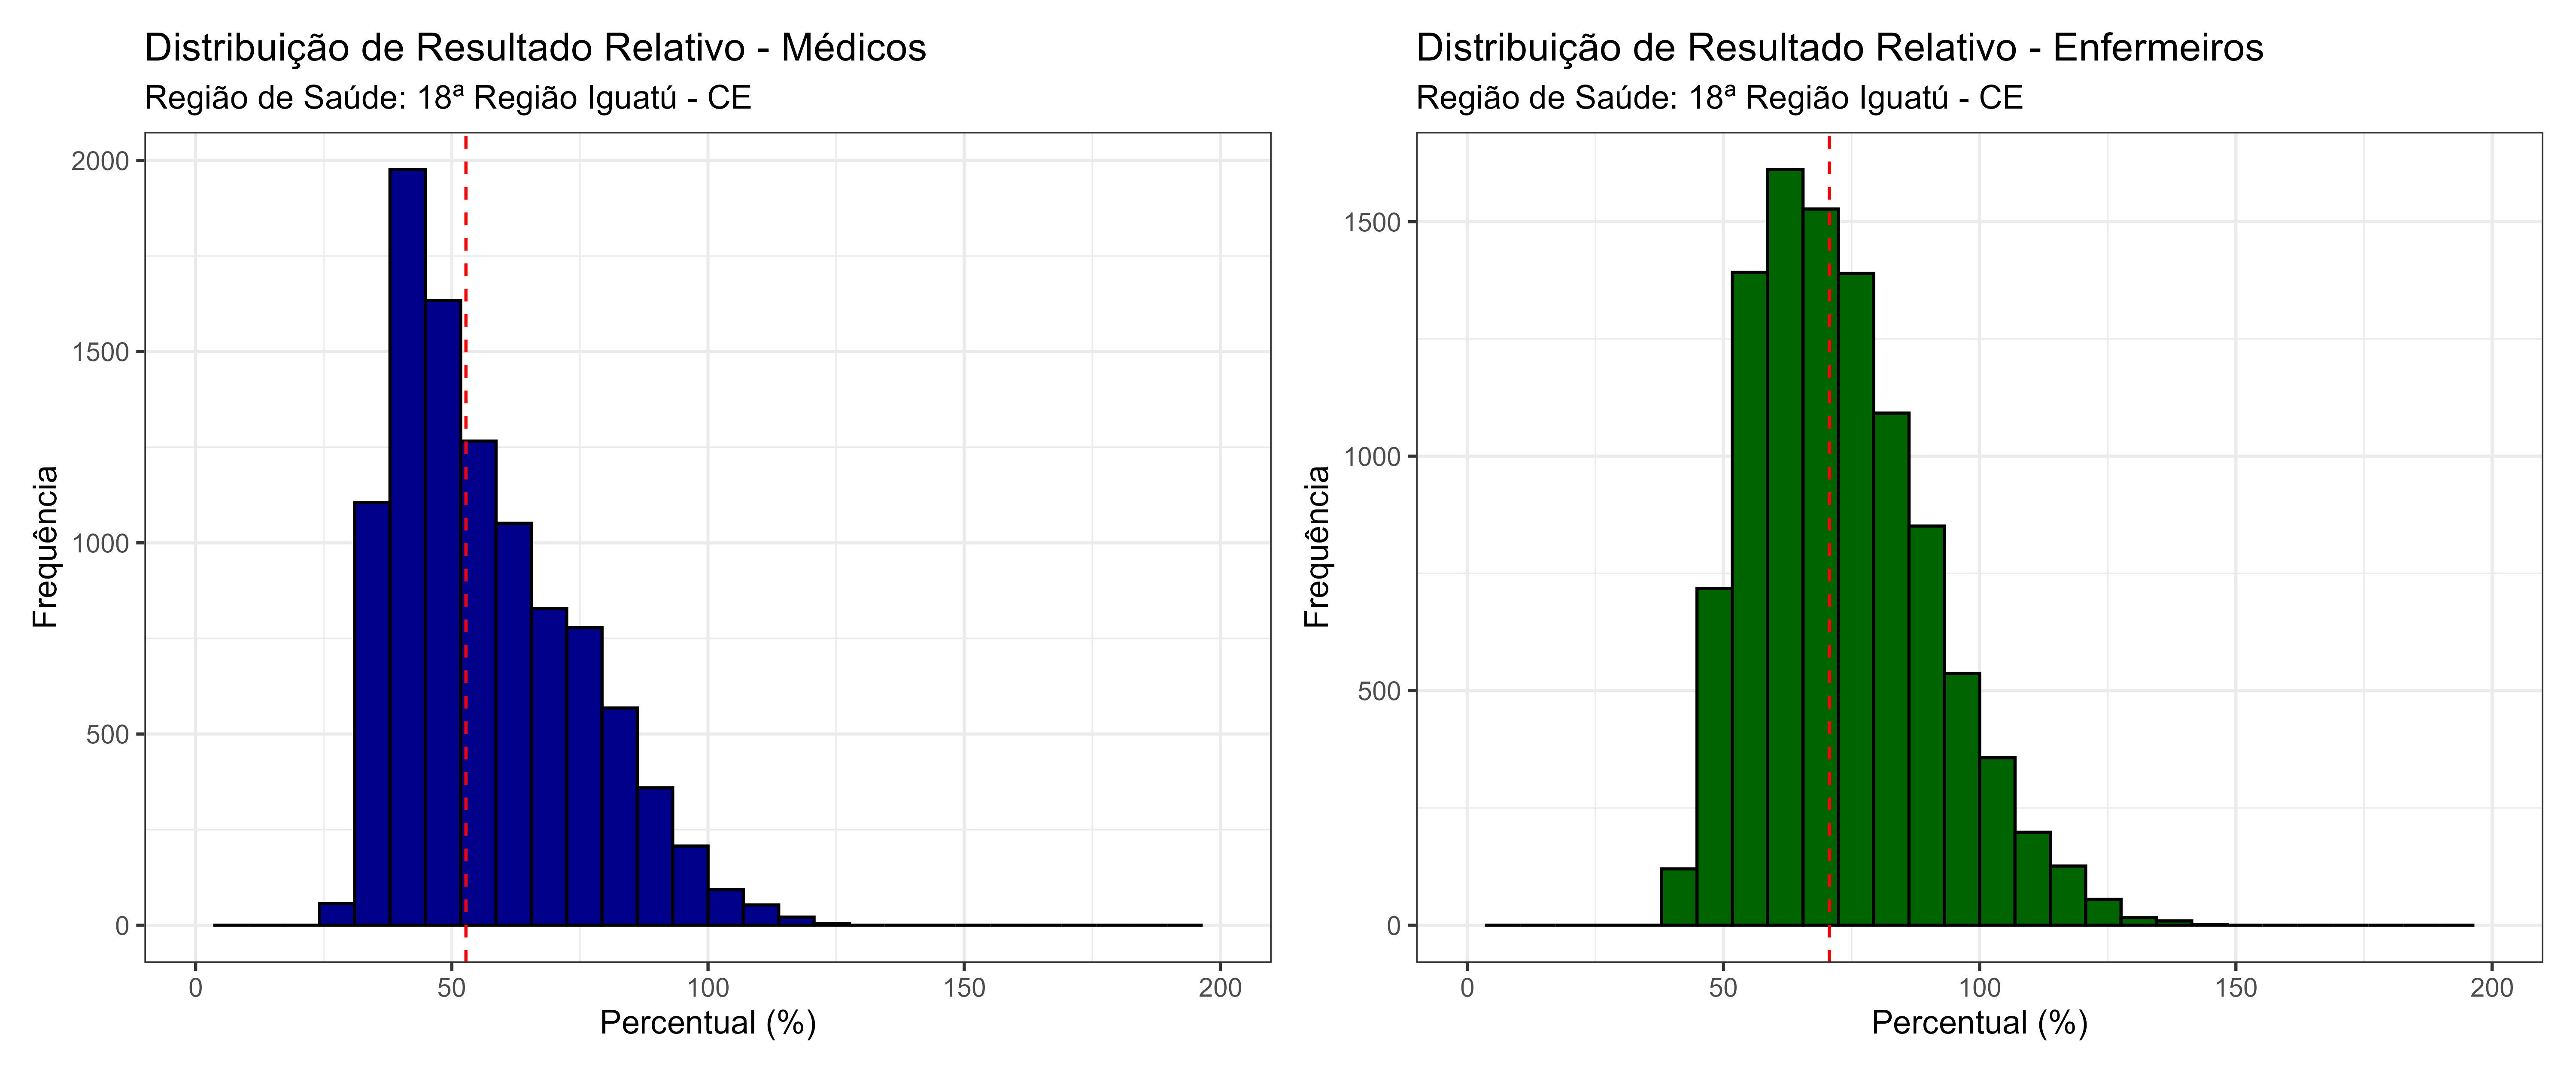 Distribuição de Resultado Relativo - Médicos
Região de Saúde: 18ª Região Iguatú - CE
2000
1500
1000
500
0
Frequência
0 50 100 150 200
Percentual (%)
Distribuição de Resultado Relativo - Enfermeiros
Região de Saúde: 18ª Região Iguatú - CE
1500
1000
500
0
Frequência
0 50 100 150 200
Percentual (%)